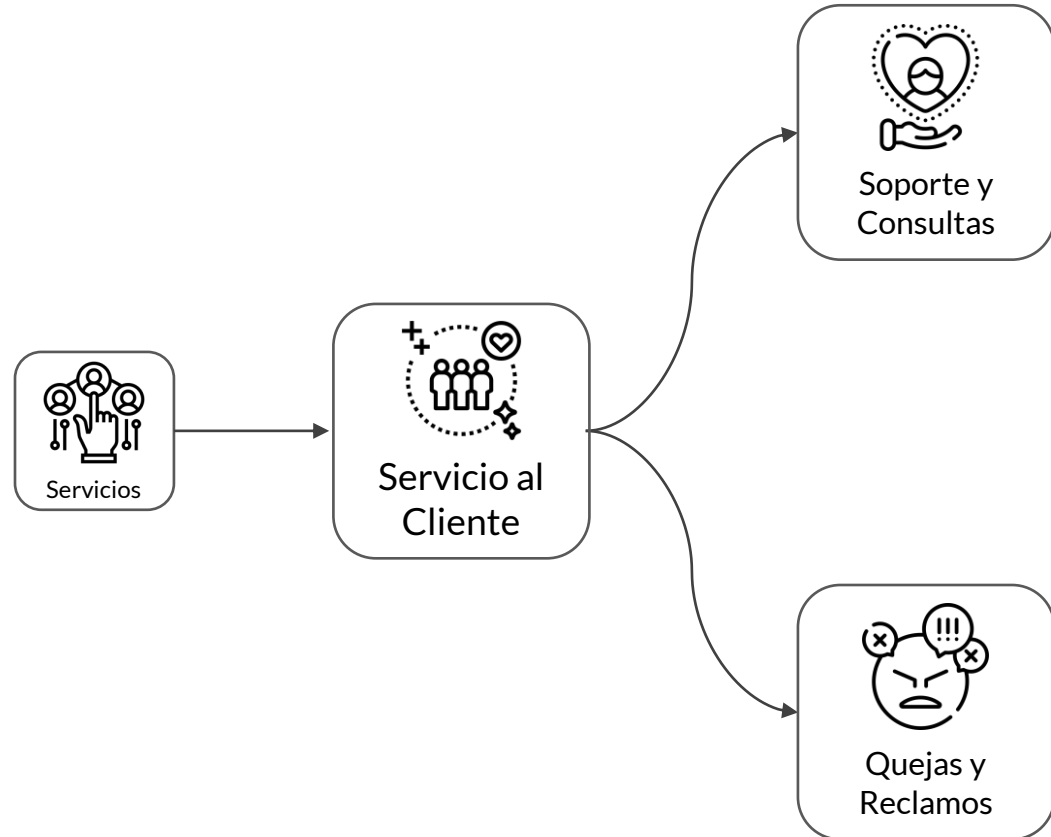 Soporte y
Consultas
Servicios
Servicio al
Cliente
!!!
Quejas y
Reclamos